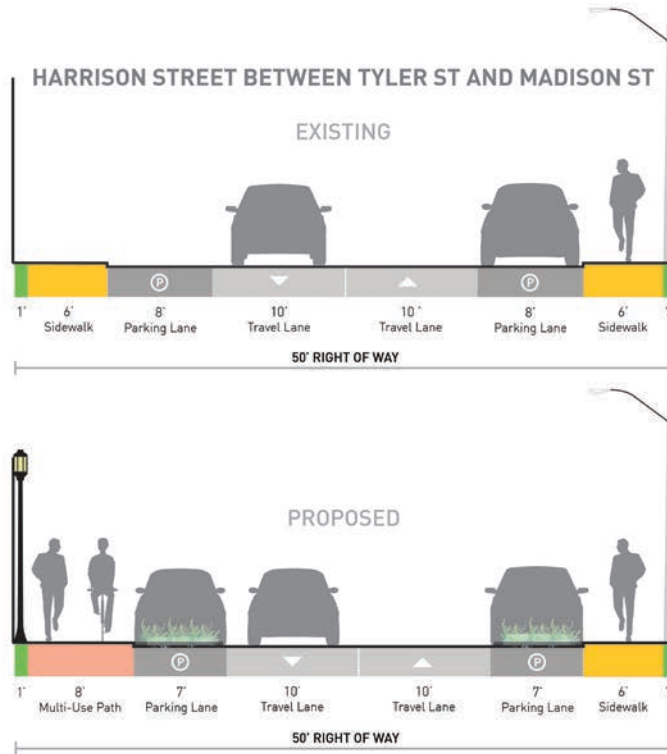 HARRISON STREET BETWEEN TYLER ST AND MADISON ST
EXISTING
P P
1' 6' 8' 10' 10' 8' 6' 1'
Sidewalk Parking Lane Travel Lane Travel Lane Parking Lane Sidewalk
50' RIGHT OF WAY
PROPOSED
P P
1' 8' 7' 10' 10' 7' 6' 1'
Multi-Use Path Parking Lane Travel Lane Travel Lane Parking Lane Sidewalk
50' RIGHT OF WAY